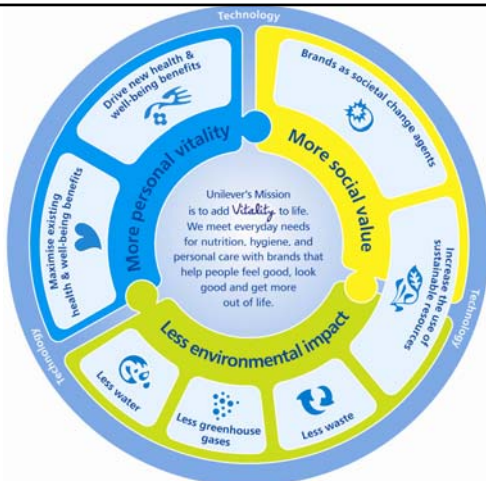 Technology
Drive new health &
well-being benefits
Maximise existing
health & well-being benefits
More personal vitality
Brands as societal change agents
More social value
Increase the use of
sustainable resources
Technology
Unilever's Mission
is to add Vitality to life.
We meet everyday needs
for nutrition, hygiene, and
personal care with brands that
help people feel good, look
good and get more
out of life.
Less environmental impact
Less water
Less greenhouse
gases
Less waste
Technology